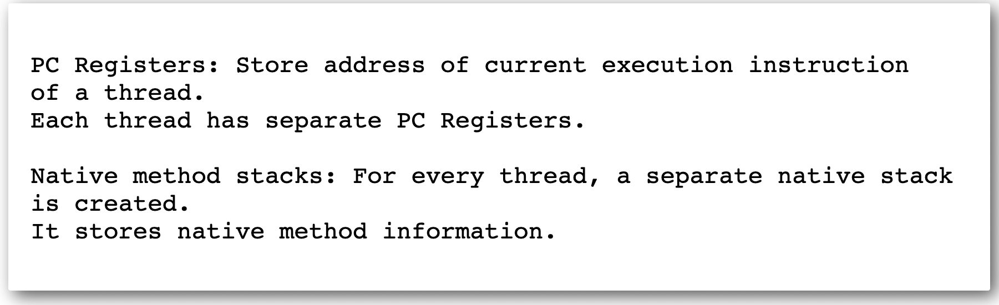 PC Registers: Store address of current execution instruction
of a thread.
Each thread has separate PC Registers.
Native method stacks: For every thread, a separate native stack
is created.
It stores native method information.